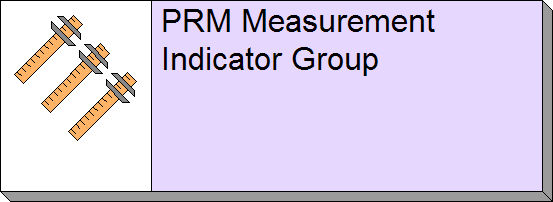 PRM Measurement
Indicator Group